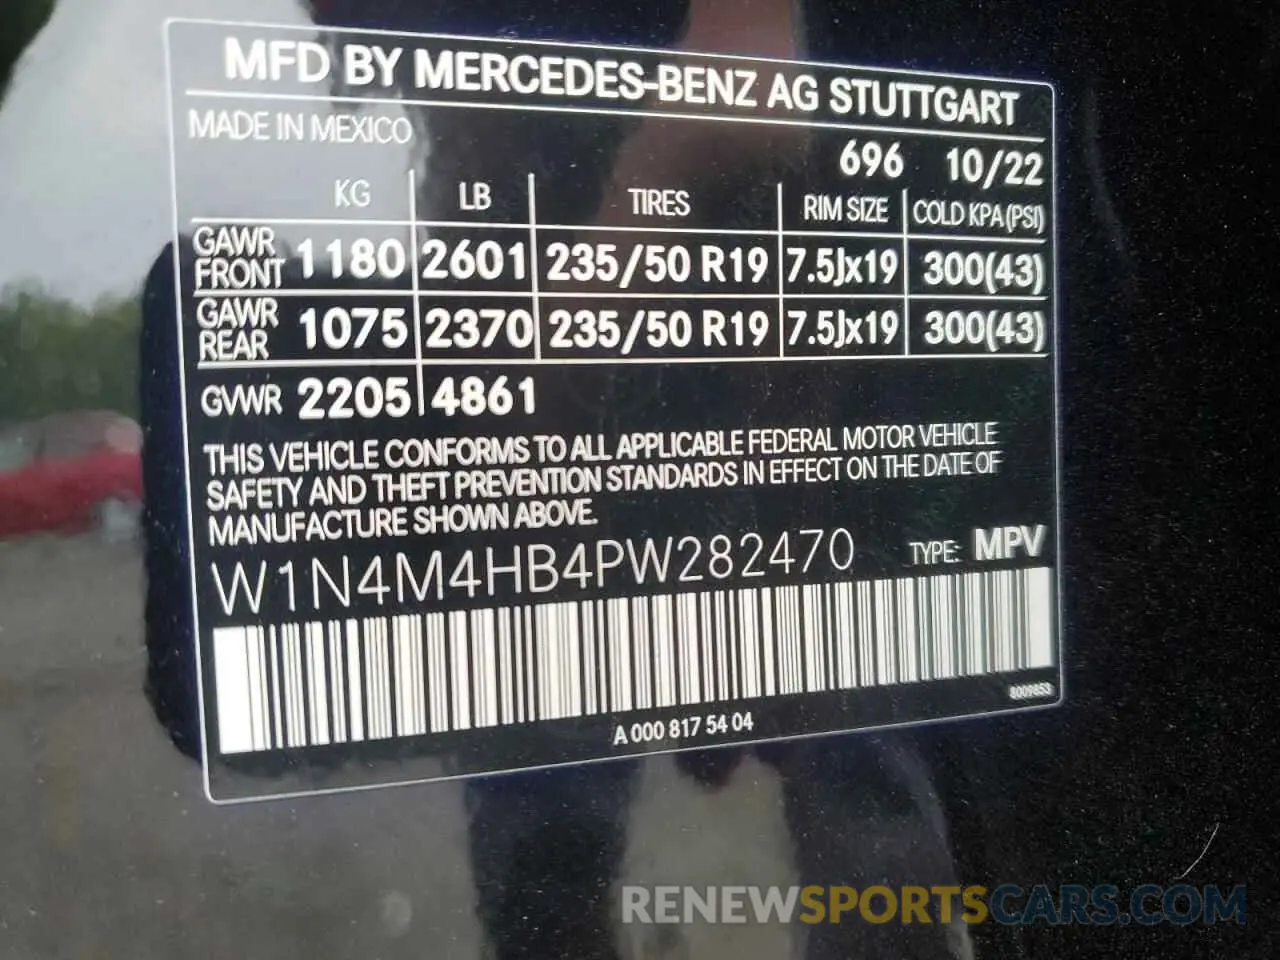 MFD BY MERCEDES-BENZ AG STUTTGART
MADE IN MEXICO
696 10/22
KG LB TIRES RIM SIZE COLD KPA(PSI)
GAWR FRONT 1180 2601 235/50 R19 7.5Jx19 300(43)
GAWR REAR 1075 2370 235/50 R19 7.5Jx19 300(43)
GVWR 2205 4861
THIS VEHICLE CONFORMS TO ALL APPLICABLE FEDERAL MOTOR VEHICLE
SAFETY AND THEFT PREVENTION STANDARDS IN EFFECT ON THE DATE OF
MANUFACTURE SHOWN ABOVE.
W1N4M4HB4PW282470 TYPE: MPV
8009853
A 000 817 54 04
RENEWSPORTSCARS.COM